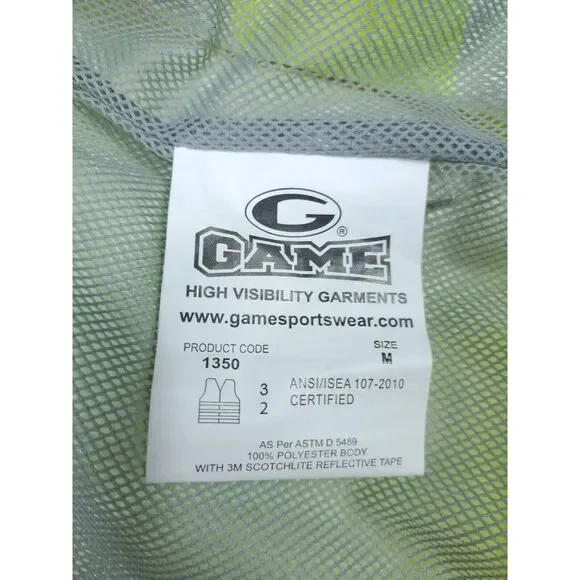 G
®
GAME
HIGH VISIBILITY GARMENTS
www.gamesportswear.com
PRODUCT CODE
1350
SIZE
M
3
2
ANSI/ISEA 107-2010
CERTIFIED
AS Per ASTM D 5489
100% POLYESTER BODY
WITH 3M SCOTCHLITE REFLECTIVE TAPE